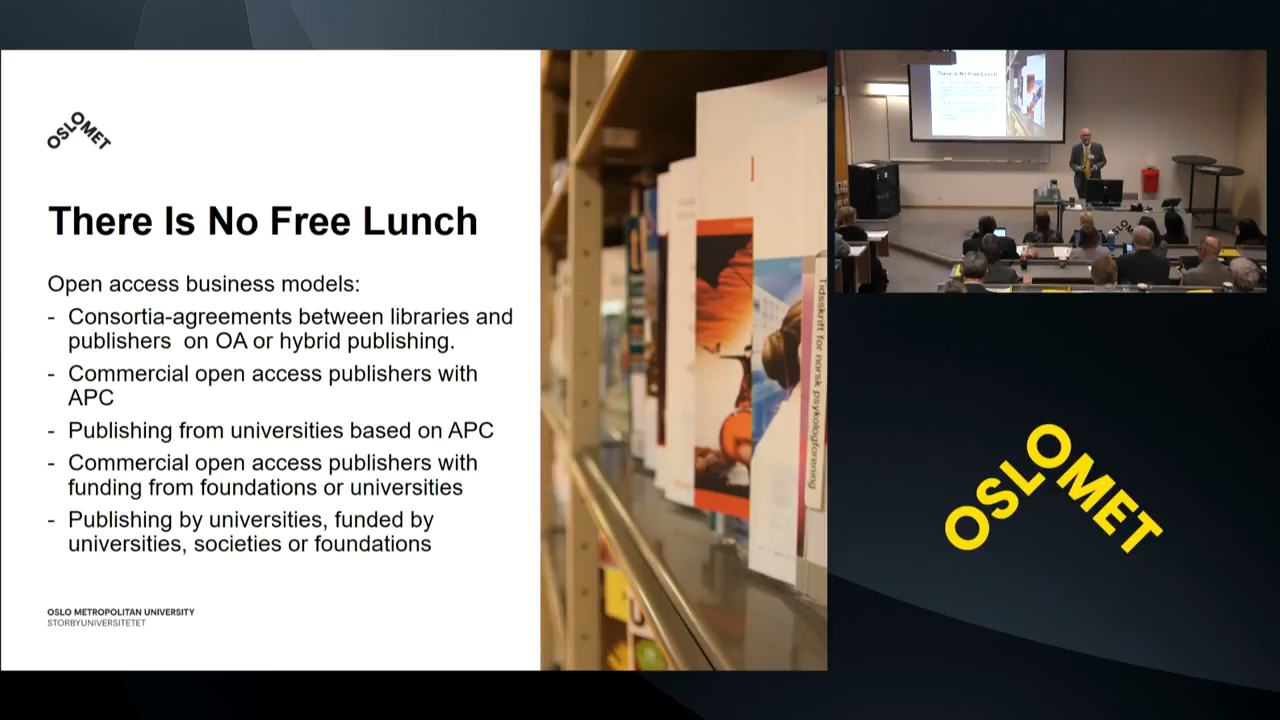 OSLOMET
There Is No Free Lunch
Open access business models:
- Consortia-agreements between libraries and
publishers on OA or hybrid publishing.
- Commercial open access publishers with
APC
- Publishing from universities based on APC
- Commercial open access publishers with
funding from foundations or universities
- Publishing by universities, funded by
universities, societies or foundations
OSLO METROPOLITAN UNIVERSITY
STORBYUNIVERSITETET
Tidsskrift for norsk psykologforening
There Is No Free Lunch
OSLOMET